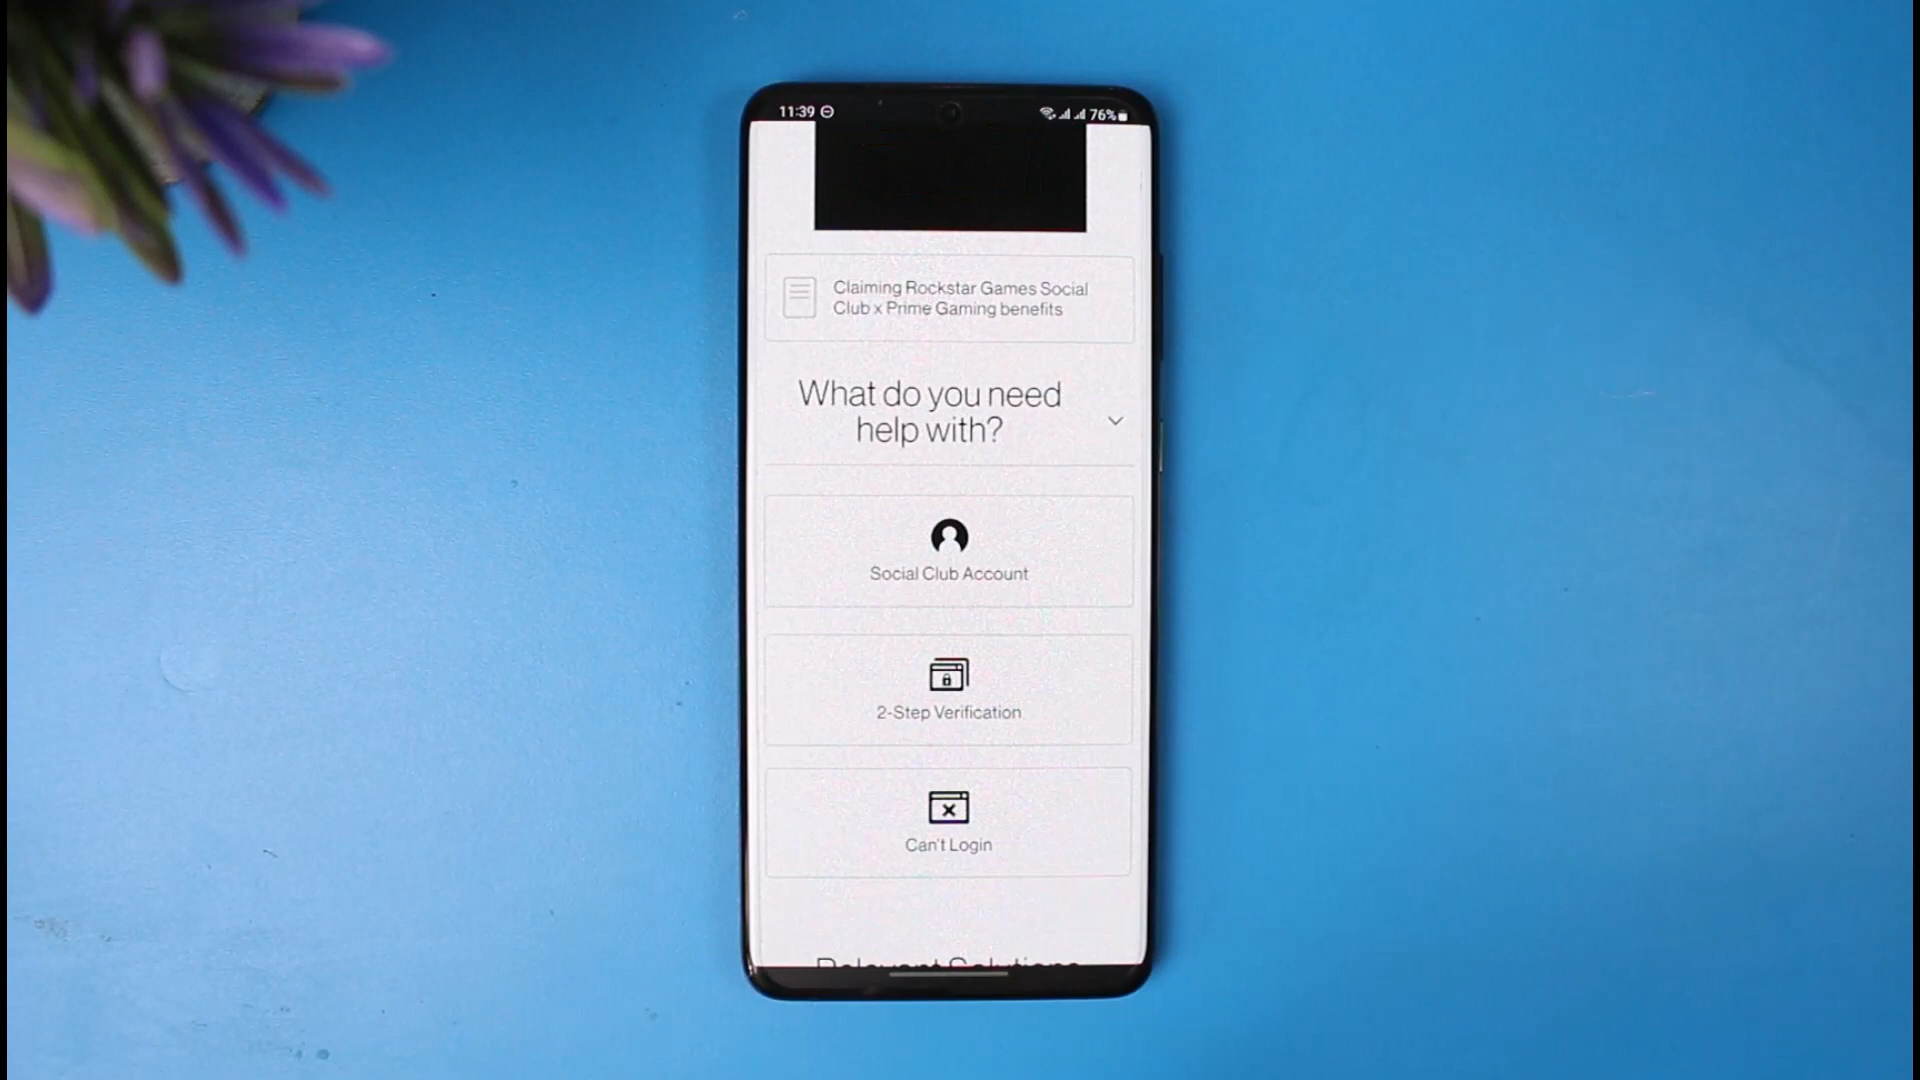 11:39
76%
Claiming Rockstar Games Social
Club x Prime Gaming benefits
What do you need
help with?
Social Club Account
2-Step Verification
Can't Login
Relevant Solutions